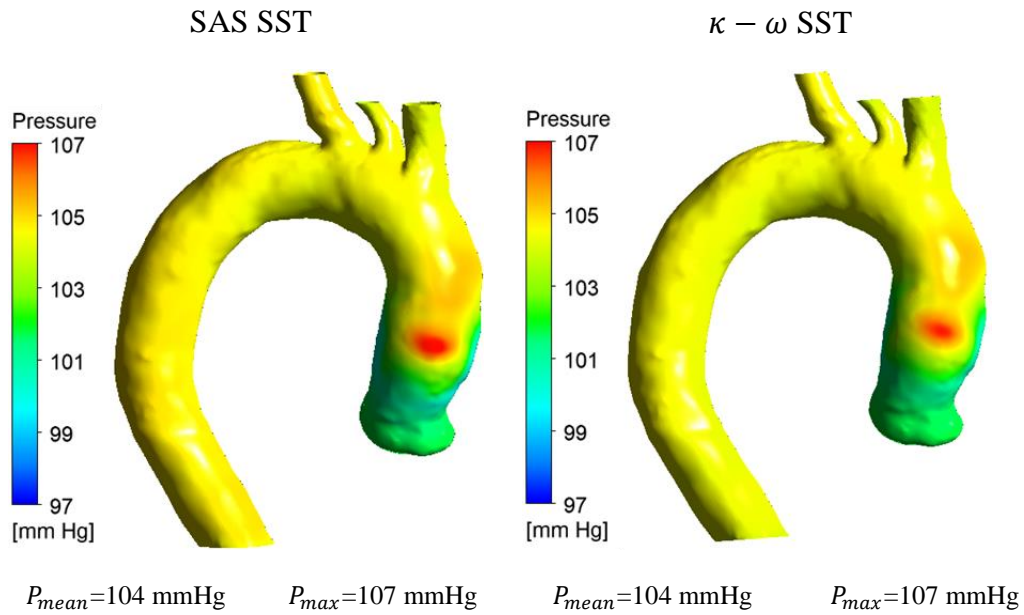 SAS SST
κ − ω SST
Pressure
107
105
103
101
99
97
[mm Hg]
Pressure
107
105
103
101
99
97
[mm Hg]
P_mean=104 mmHg P_max=107 mmHg
P_mean=104 mmHg P_max=107 mmHg